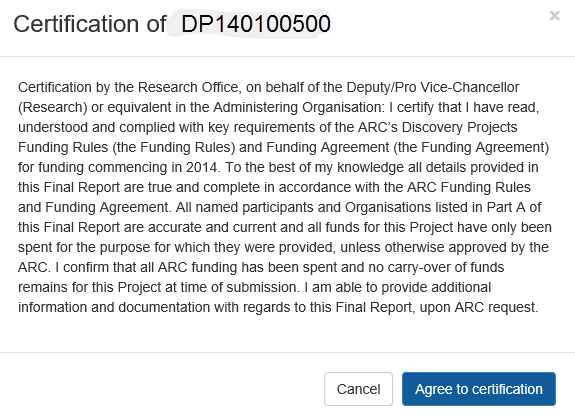 Certification of DP140100500
×
Certification by the Research Office, on behalf of the Deputy/Pro Vice-Chancellor
(Research) or equivalent in the Administering Organisation: I certify that I have read,
understood and complied with key requirements of the ARC's Discovery Projects
Funding Rules (the Funding Rules) and Funding Agreement (the Funding Agreement)
for funding commencing in 2014. To the best of my knowledge all details provided in
this Final Report are true and complete in accordance with the ARC Funding Rules
and Funding Agreement. All named participants and Organisations listed in Part A of
this Final Report are accurate and current and all funds for this Project have only been
spent for the purpose for which they were provided, unless otherwise approved by the
ARC. I confirm that all ARC funding has been spent and no carry-over of funds
remains for this Project at time of submission. I am able to provide additional
information and documentation with regards to this Final Report, upon ARC request.
Cancel
Agree to certification